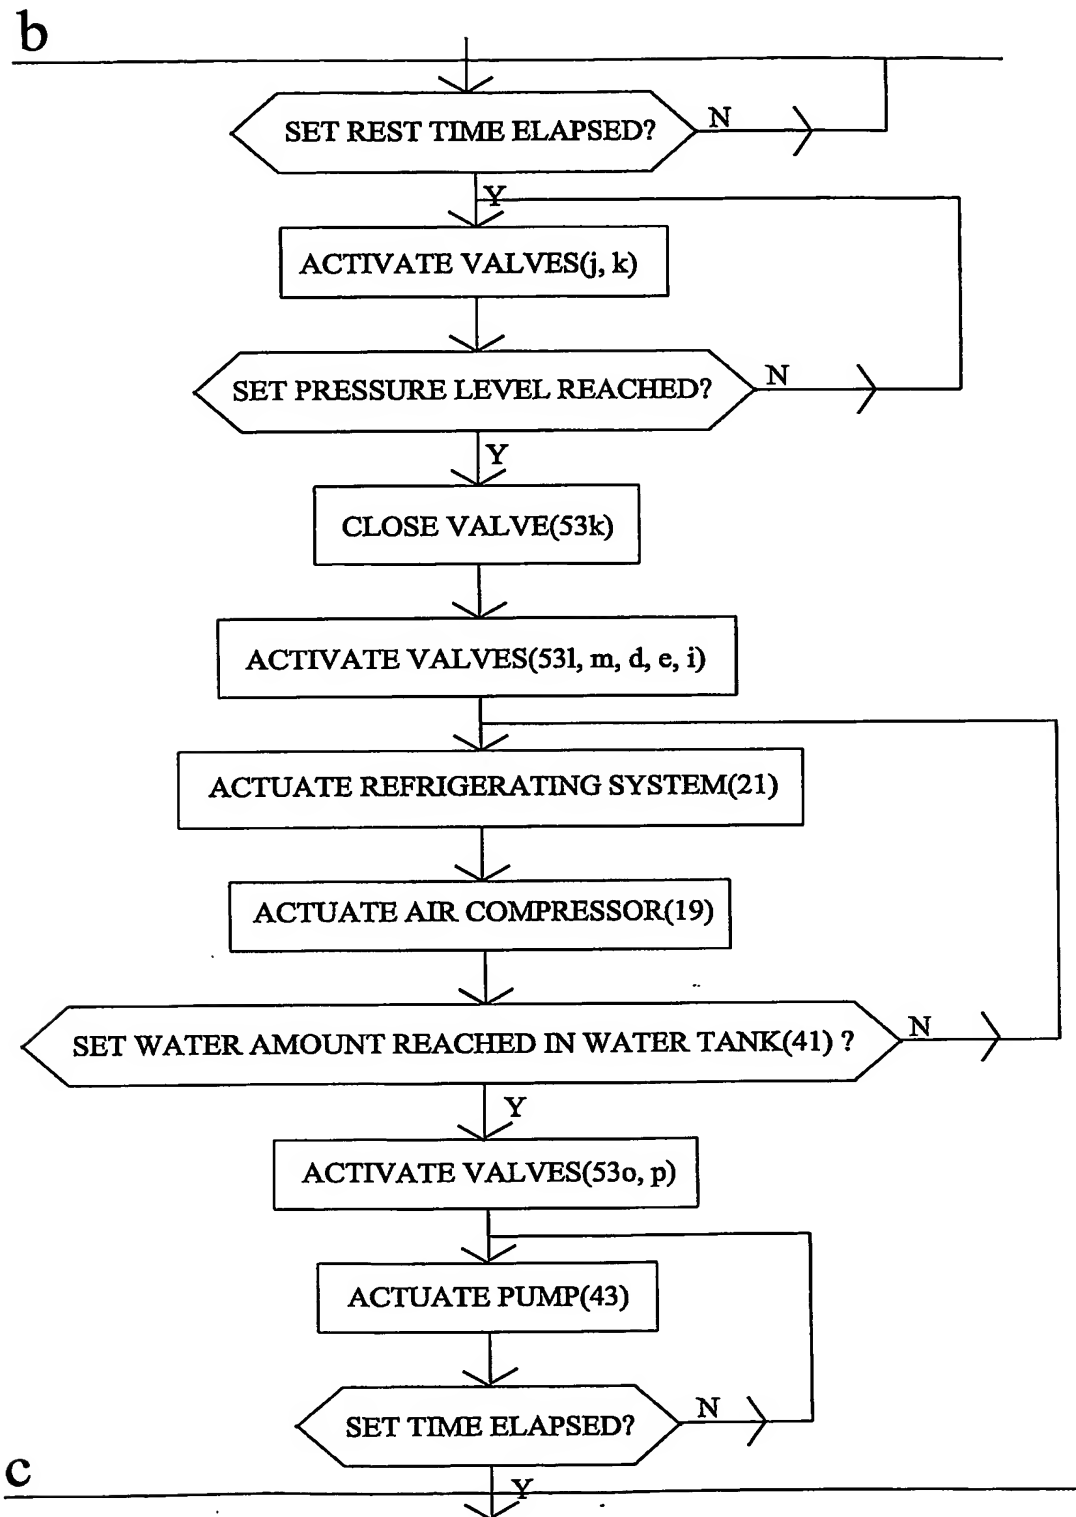 b
SET REST TIME ELAPSED?
N
Y
ACTIVATE VALVES(j, k)
SET PRESSURE LEVEL REACHED?
N
Y
CLOSE VALVE(53k)
ACTIVATE VALVES(53l, m, d, e, i)
ACTUATE REFRIGERATING SYSTEM(21)
ACTUATE AIR COMPRESSOR(19)
SET WATER AMOUNT REACHED IN WATER TANK(41) ?
N
Y
ACTIVATE VALVES(53o, p)
ACTUATE PUMP(43)
SET TIME ELAPSED?
N
c
Y